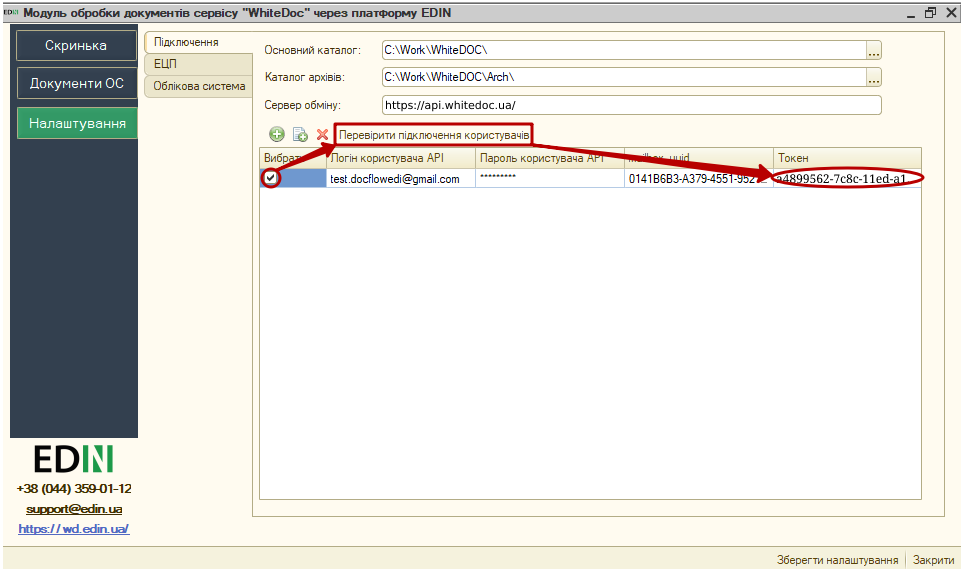 EDIN Модуль обробки документів сервісу "WhiteDoc" через платформу EDIN
Скринька
Документи ОС
Налаштування
Підключення
ЕЦП
Облікова система
Основний каталог: C:\Work\WhiteDOC\ ...
Каталог архівів: C:\Work\WhiteDOC\Arch\ ...
Сервер обміну: https://api.whitedoc.ua/
Перевірити підключення користувачів
Вибрати Логін користувача API Пароль користувача API Mailbox_uuid Токен
test.docflowedi@gmail.com ********* 0141B6B3-A379-4551-952... a4899562-7c8c-11ed-a1
EDIN
+38 (044) 359-01-12
support@edin.ua
https://wd.edin.ua/
Зберегти налаштування Закрити